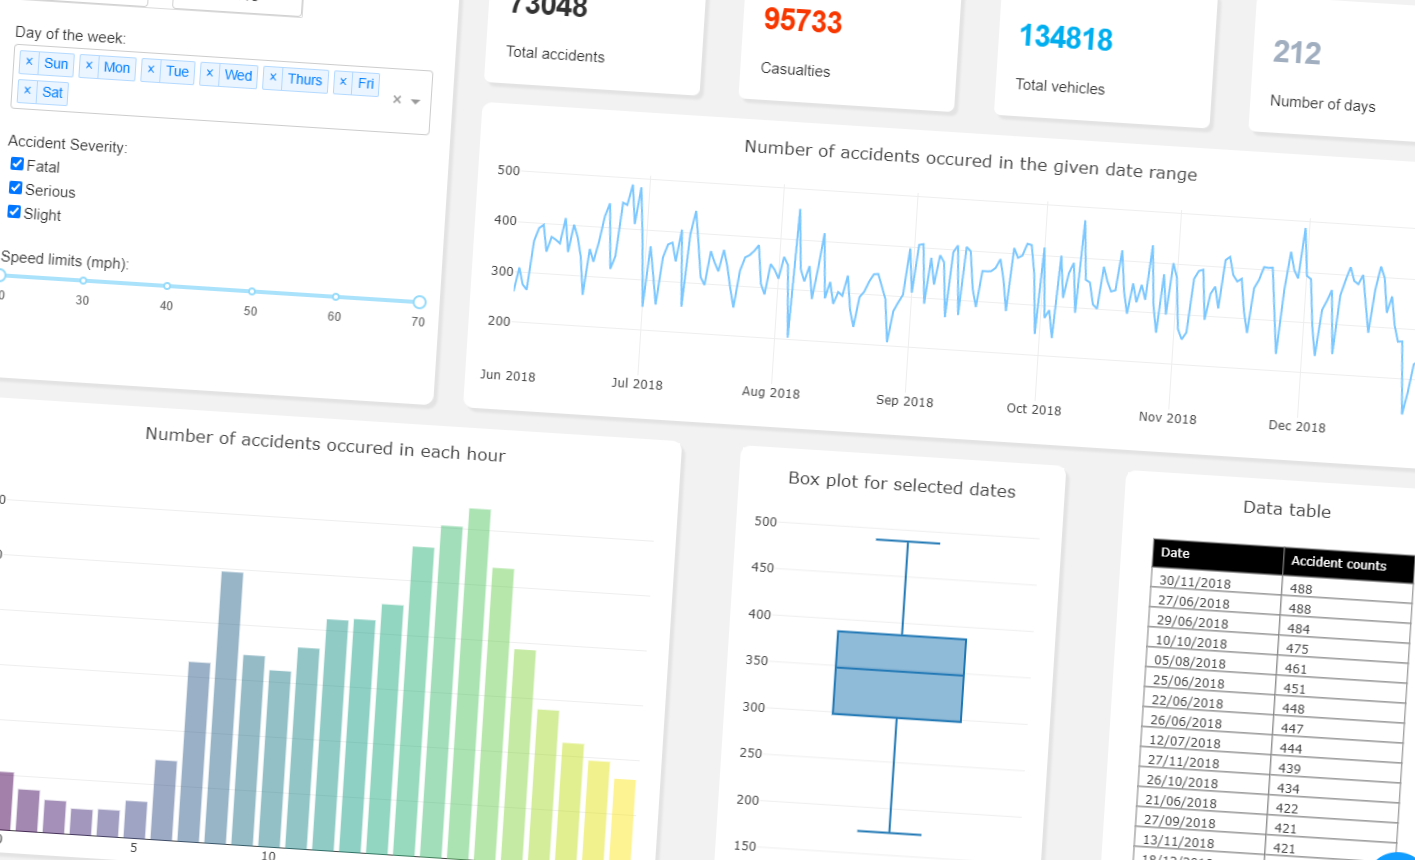 Day of the week:
× Sun × Mon × Tue × Wed × Thurs × Fri
× Sat
Accident Severity:
Fatal
Serious
Slight
Speed limits (mph):
30 40 50 60 70
73048
Total accidents
95733
Casualties
134818
Total vehicles
212
Number of days
Number of accidents occured in the given date range
500
400
300
200
Jun 2018 Jul 2018 Aug 2018 Sep 2018 Oct 2018 Nov 2018 Dec 2018
Number of accidents occured in each hour
5 10
Box plot for selected dates
500
450
400
350
300
250
200
150
Data table
Date Accident counts
30/11/2018 488
27/06/2018 488
29/06/2018 484
10/10/2018 475
05/08/2018 461
25/06/2018 451
22/06/2018 448
26/06/2018 447
12/07/2018 444
27/11/2018 439
26/10/2018 434
21/06/2018 422
27/09/2018 421
13/11/2018 421